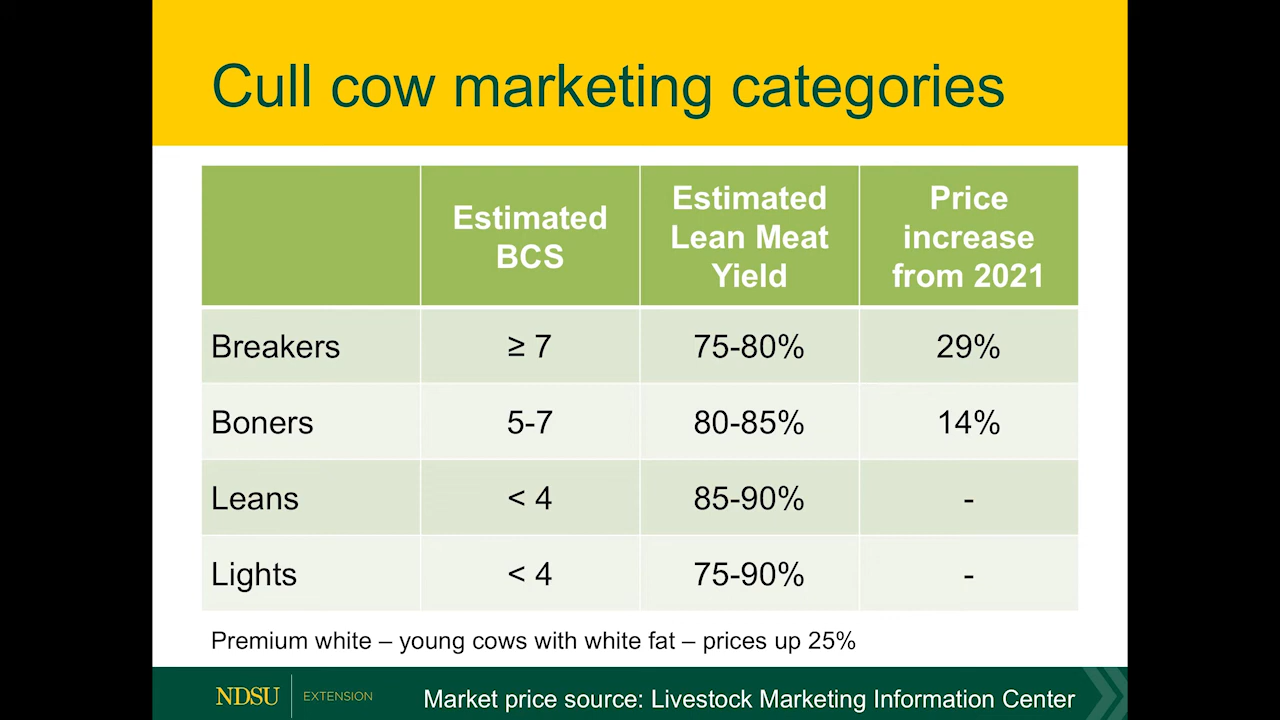 Cull cow marketing categories
Estimated BCS | Estimated Lean Meat Yield | Price increase from 2021
Breakers | ≥ 7 | 75-80% | 29%
Boners | 5-7 | 80-85% | 14%
Leans | < 4 | 85-90% | -
Lights | < 4 | 75-90% | -
Premium white – young cows with white fat – prices up 25%
NDSU | EXTENSION Market price source: Livestock Marketing Information Center